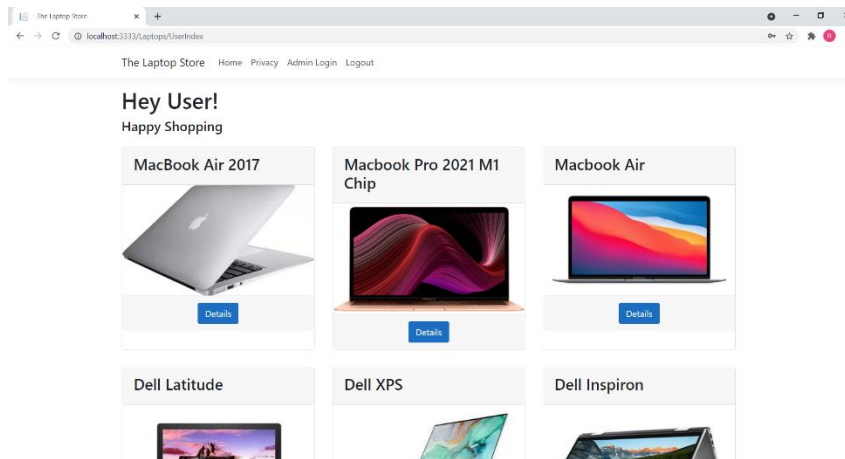 The Laptop Store
localhost:3333/Laptops/UserIndex
R
The Laptop Store Home Privacy Admin Login Logout
Hey User!
Happy Shopping
MacBook Air 2017
Macbook Pro 2021 M1
Chip
Macbook Air
Details
Details
Details
Dell Latitude
Dell XPS
Dell Inspiron